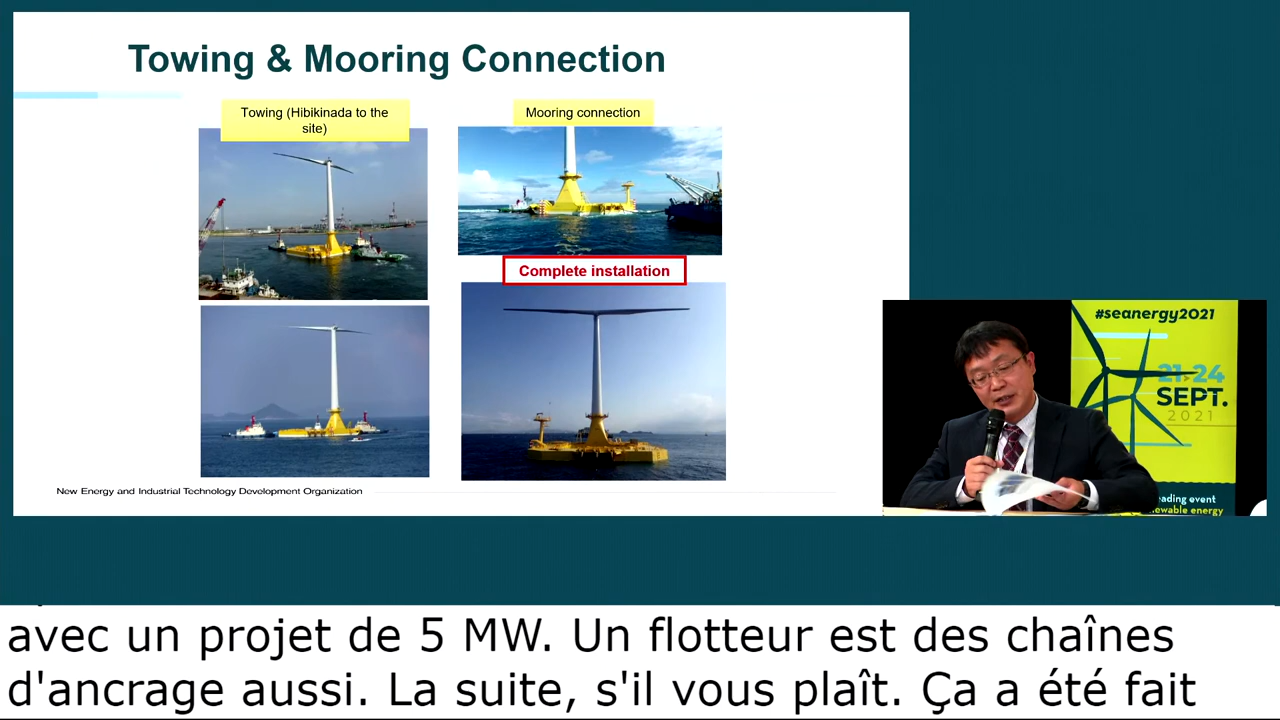 Towing & Mooring Connection
Towing (Hibikinada to the
site)
Mooring connection
Complete installation
New Energy and Industrial Technology Development Organization
#seanergy2021
21>24
SEPT.
2021
eading event
ewable energy
avec un projet de 5 MW. Un flotteur est des chaînes
d'ancrage aussi. La suite, s'il vous plaît. Ça a été fait